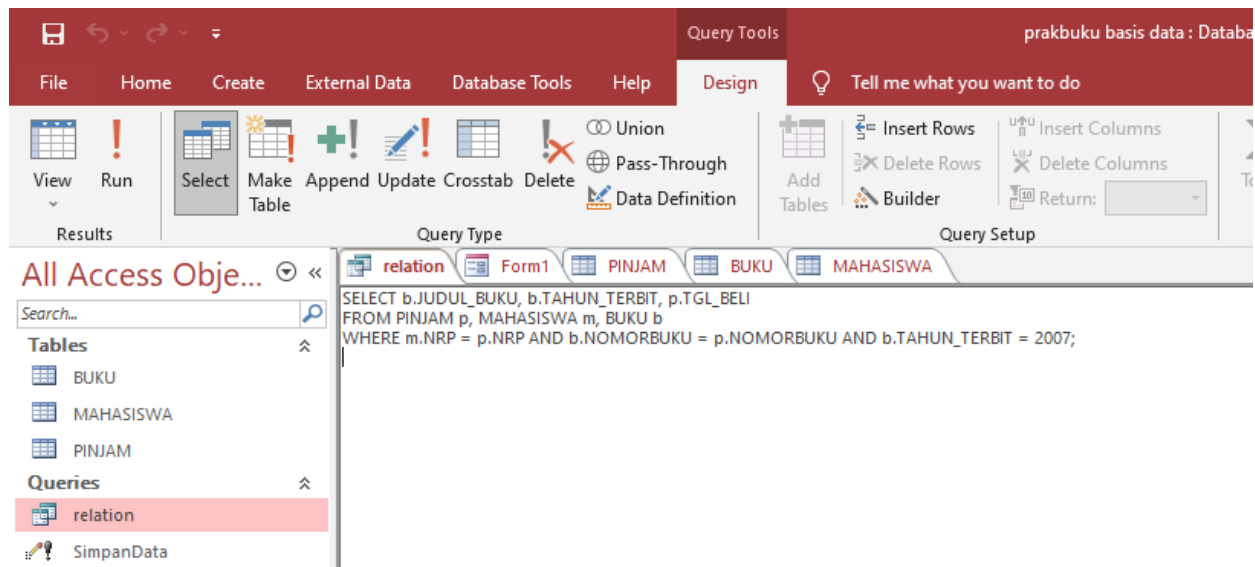 Query Tools
prakbuku basis data : Databa
File Home Create External Data Database Tools Help Design Tell me what you want to do
View Run Select Make Table Append Update Crosstab Delete
Union
Pass-Through
Data Definition
Add Tables
Insert Rows
Delete Rows
Builder
Insert Columns
Delete Columns
Return:
Results Query Type Query Setup
All Access Obje...
Search...
Tables
BUKU
MAHASISWA
PINJAM
Queries
relation
SimpanData
relation Form1 PINJAM BUKU MAHASISWA
SELECT b.JUDUL_BUKU, b.TAHUN_TERBIT, p.TGL_BELI
FROM PINJAM p, MAHASISWA m, BUKU b
WHERE m.NRP = p.NRP AND b.NOMORBUKU = p.NOMORBUKU AND b.TAHUN_TERBIT = 2007;